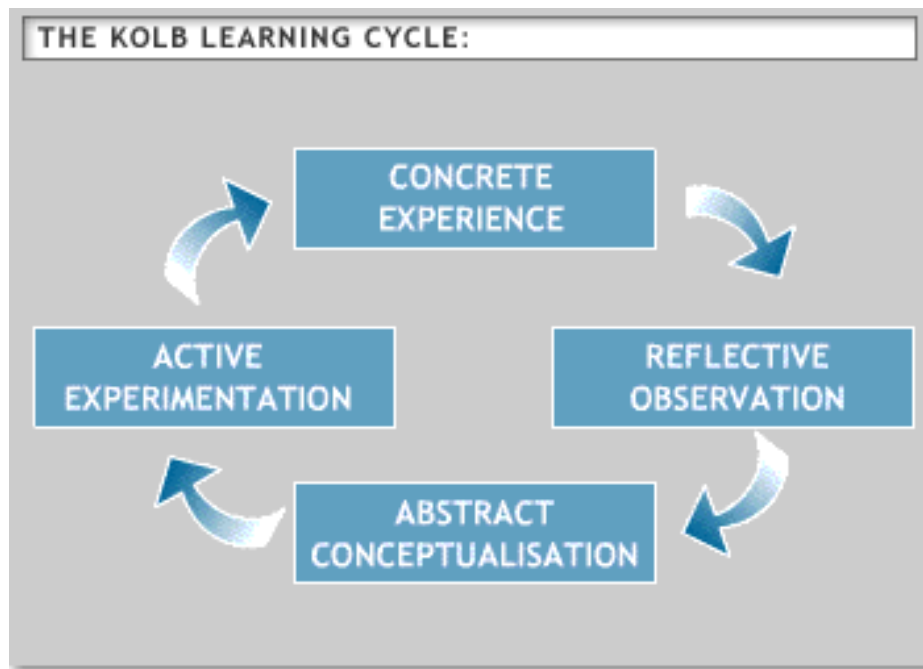 THE KOLB LEARNING CYCLE:
CONCRETE
EXPERIENCE
ACTIVE
EXPERIMENTATION
REFLECTIVE
OBSERVATION
ABSTRACT
CONCEPTUALISATION